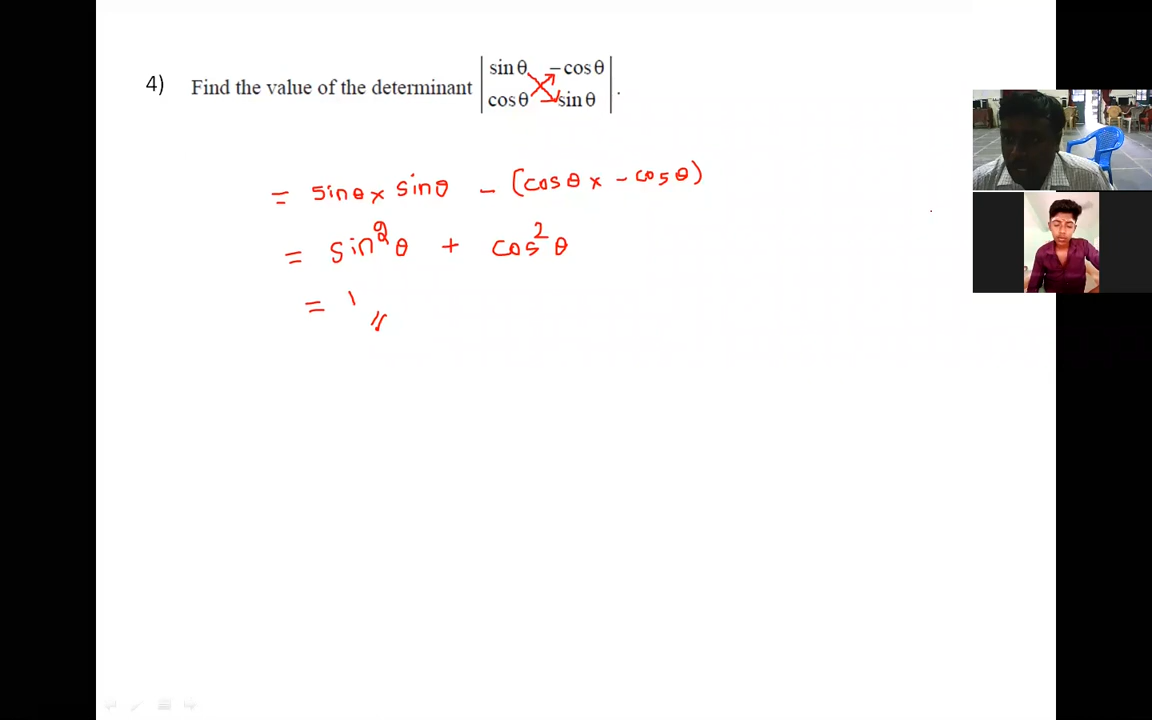 4) Find the value of the determinant | sin θ  − cos θ |
| cos θ  sin θ | .
= sinθ x sinθ – (cosθ x – cosθ)
= sin²θ + cos²θ
= 1 //